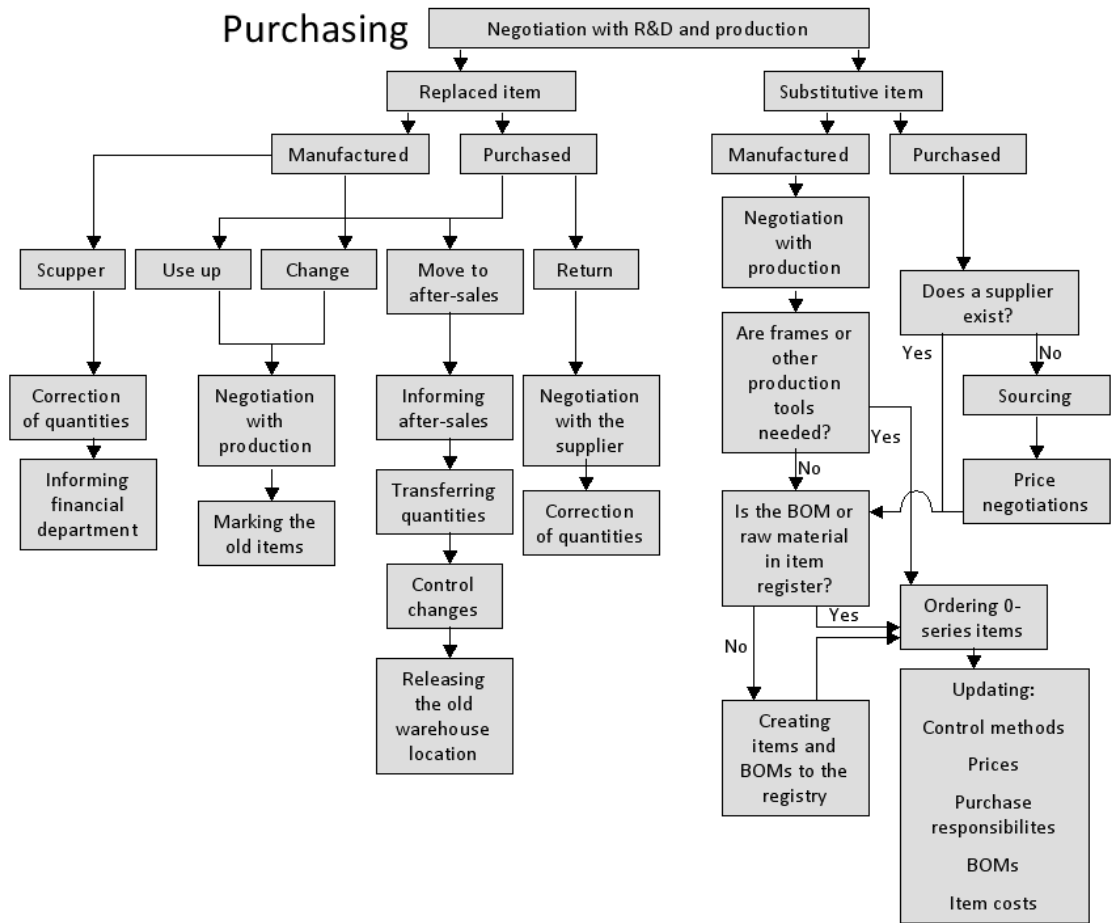 Purchasing
Negotiation with R&D and production
Replaced item
Substitutive item
Manufactured
Purchased
Manufactured
Purchased
Negotiation
with
production
Scupper
Use up
Change
Move to
after-sales
Return
Does a supplier
exist?
Are frames or
other
production
tools
needed?
Yes
No
Correction
of quantities
Negotiation
with
production
Informing
after-sales
Negotiation
with the
supplier
Sourcing
Yes
No
Informing
financial
department
Marking the
old items
Transferring
quantities
Correction
of quantities
Is the BOM or
raw material
in item
register?
Price
negotiations
Control
changes
Yes
No
Ordering 0-
series items
Releasing
the old
warehouse
location
Creating
items and
BOMs to the
registry
Updating:
Control methods
Prices
Purchase
responsibilites
BOMs
Item costs